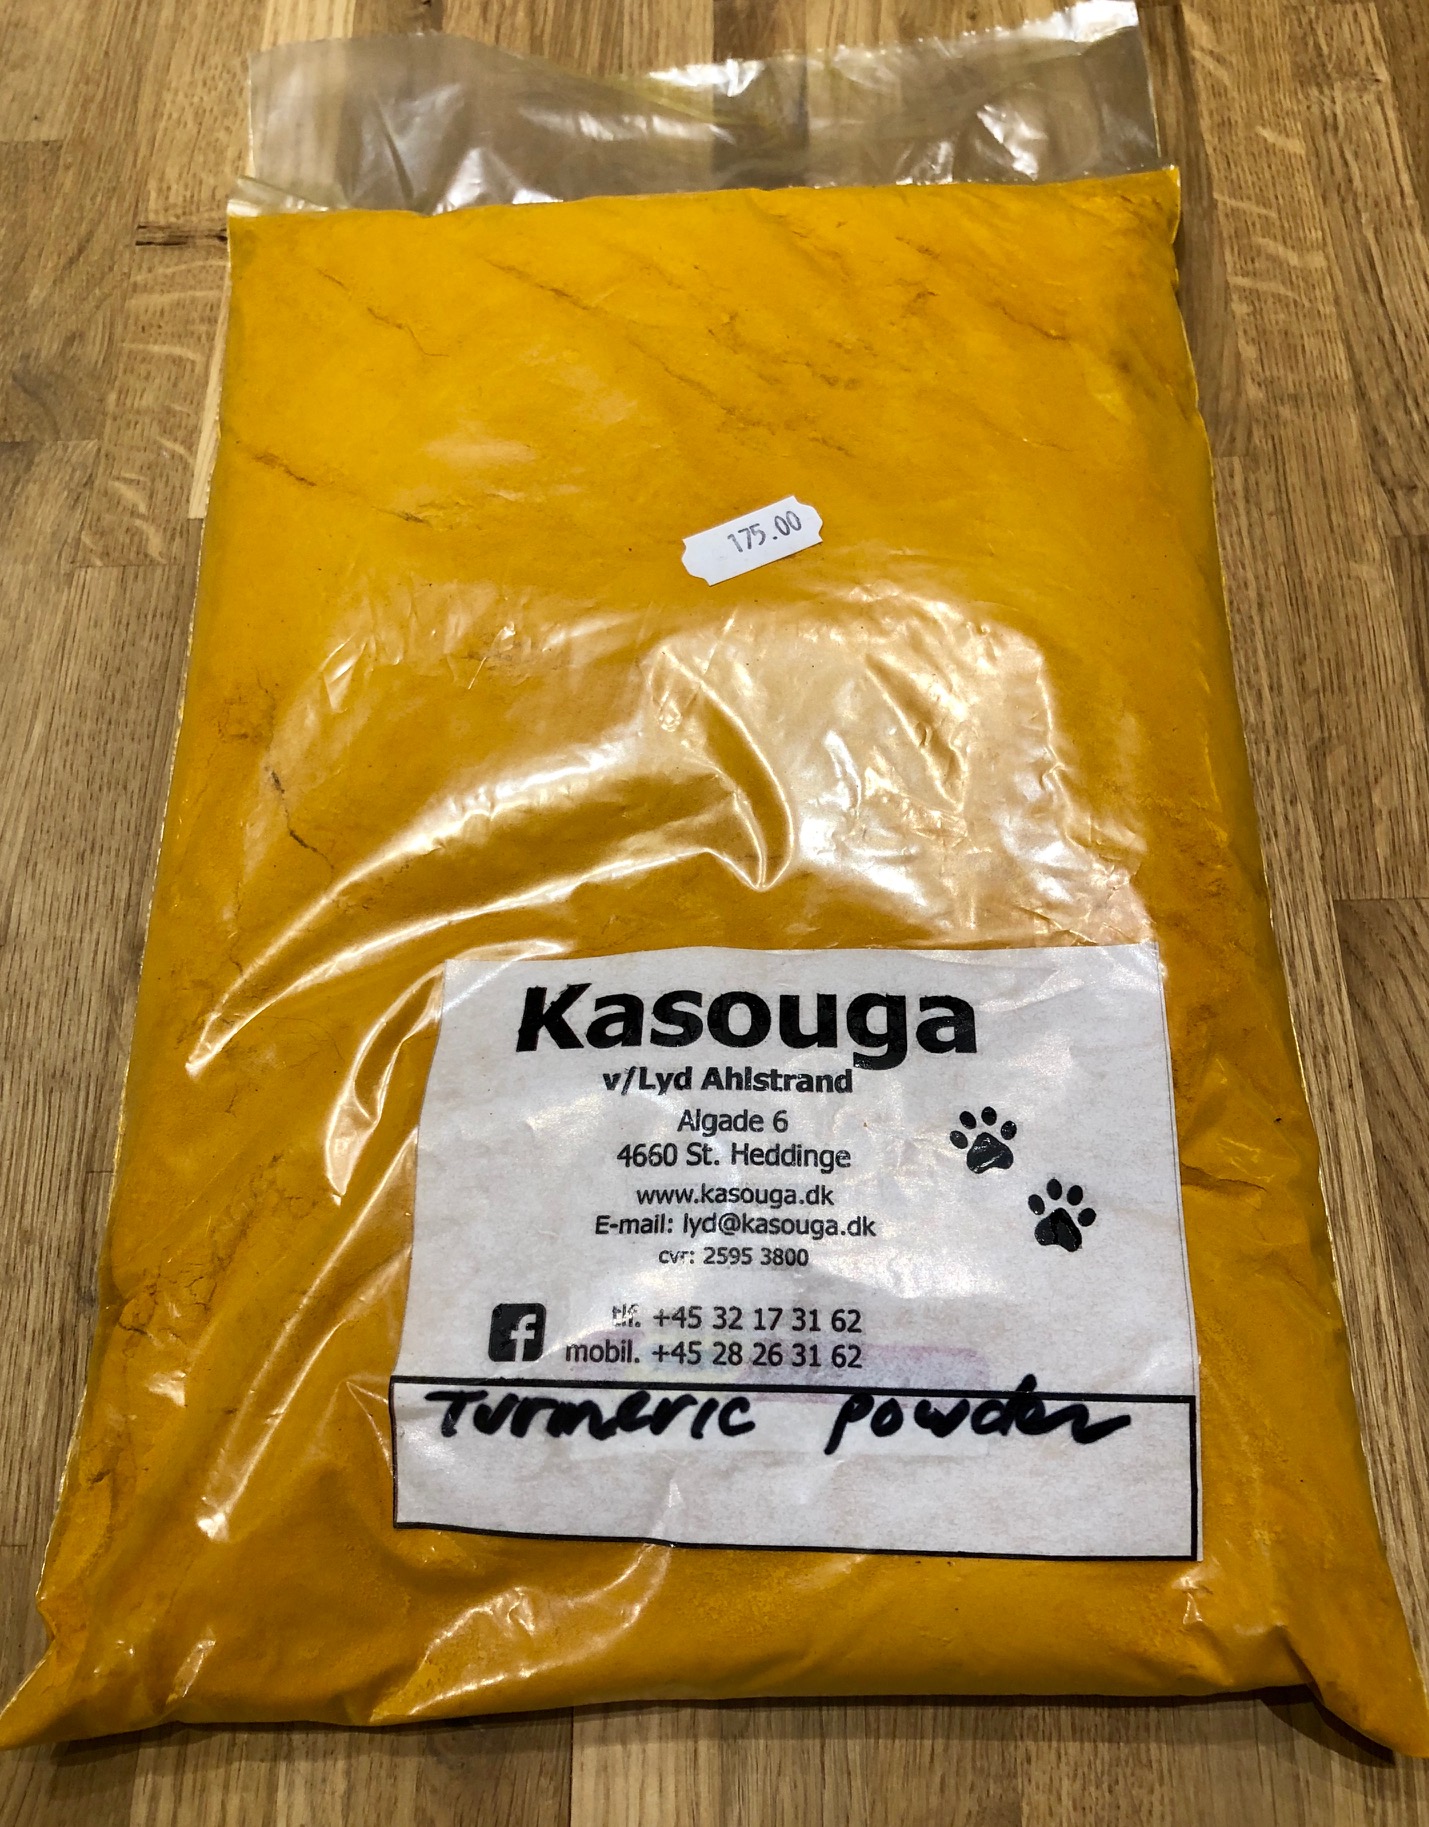 175.00
Kasouga
v/Lyd Ahlstrand
Algade 6
4660 St. Heddinge
www.kasouga.dk
E-mail: lyd@kasouga.dk
cvr: 2595 3800
tlf. +45 32 17 31 62
f mobil. +45 28 26 31 62
Turmeric powder